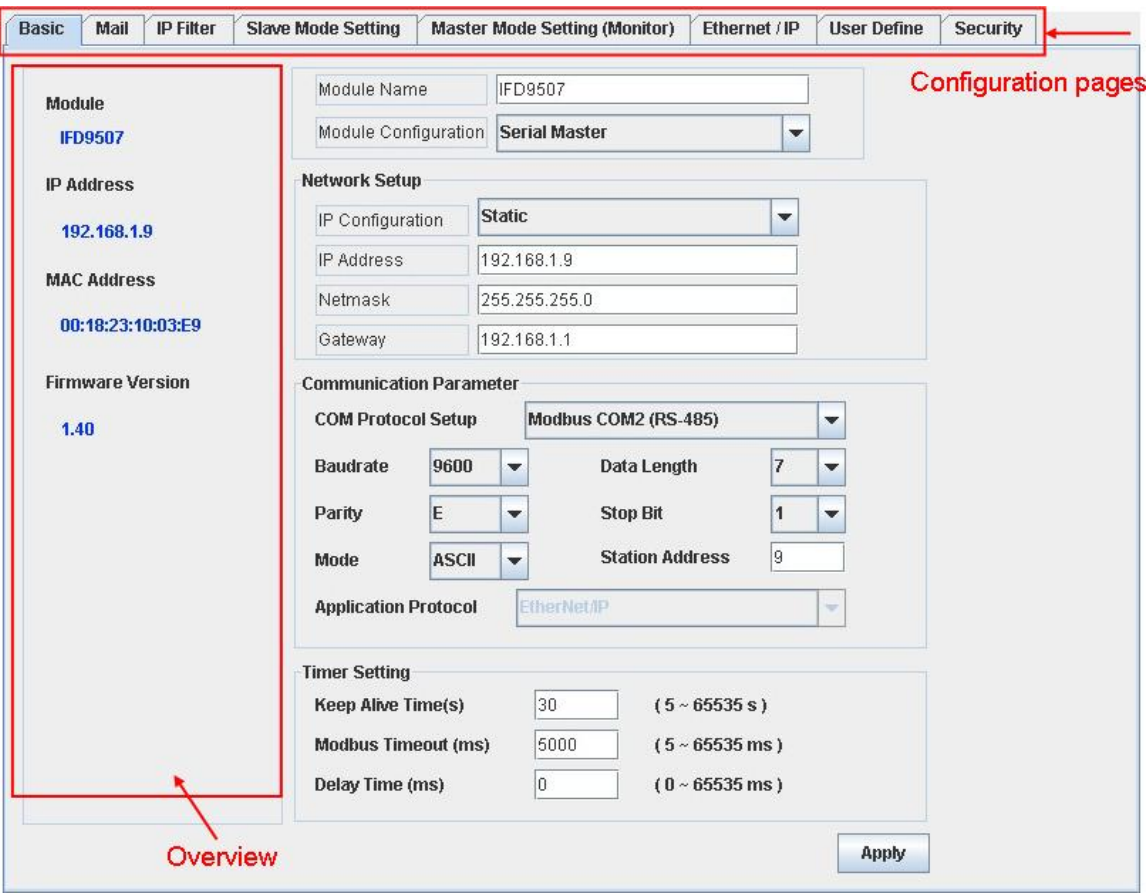 Basic Mail IP Filter Slave Mode Setting Master Mode Setting (Monitor) Ethernet / IP User Define Security
Configuration pages
Module
IFD9507
IP Address
192.168.1.9
MAC Address
00:18:23:10:03:E9
Firmware Version
1.40
Overview
Module Name IFD9507
Module Configuration Serial Master
Network Setup
IP Configuration Static
IP Address 192.168.1.9
Netmask 255.255.255.0
Gateway 192.168.1.1
Communication Parameter
COM Protocol Setup Modbus COM2 (RS-485)
Baudrate 9600 Data Length 7
Parity E Stop Bit 1
Mode ASCII Station Address 9
Application Protocol EtherNet/IP
Timer Setting
Keep Alive Time(s) 30 ( 5 ~ 65535 s )
Modbus Timeout (ms) 5000 ( 5 ~ 65535 ms )
Delay Time (ms) 0 ( 0 ~ 65535 ms )
Apply